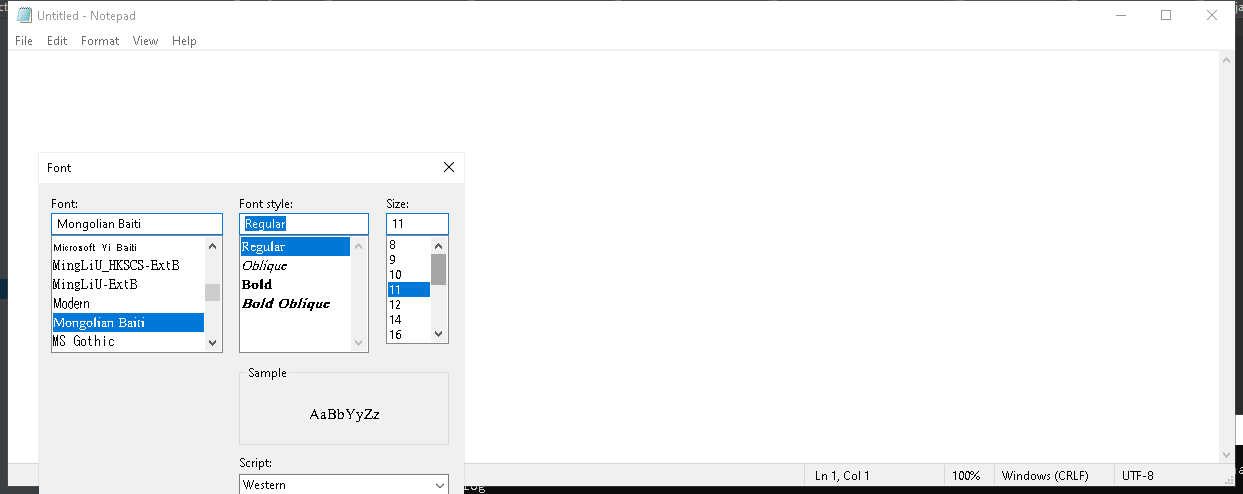 Untitled - Notepad
File Edit Format View Help
Font
Font: Font style: Size:
Mongolian Baiti Regular 11
Microsoft Yi Baiti
MingLiU_HKSCS-ExtB
MingLiU-ExtB
Modern
Mongolian Baiti
MS Gothic
Regular
Oblique
Bold
Bold Oblique
8
9
10
11
12
14
16
Sample
AaBbYyZz
Script:
Western
Ln 1, Col 1 100% Windows (CRLF) UTF-8